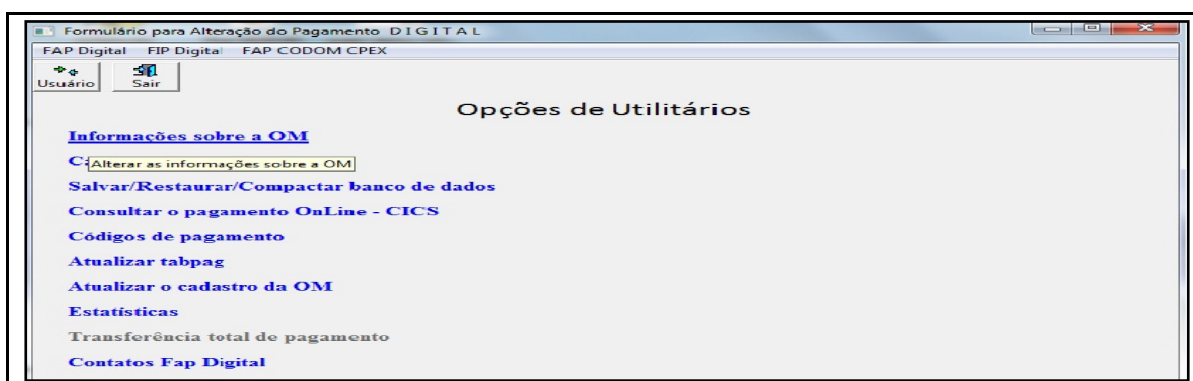 Formulário para Alteração do Pagamento D I G I T A L
FAP Digital FIP Digital FAP CODOM CPEX
Usuário Sair
Opções de Utilitários
Informações sobre a OM
Alterar as informações sobre a OM
Salvar/Restaurar/Compactar banco de dados
Consultar o pagamento OnLine - CICS
Códigos de pagamento
Atualizar tabpag
Atualizar o cadastro da OM
Estatísticas
Transferência total de pagamento
Contatos Fap Digital